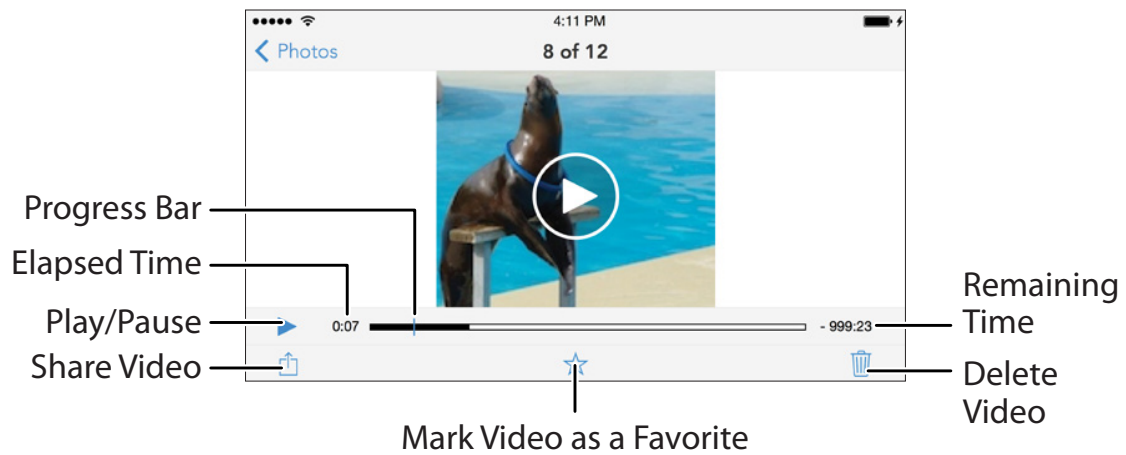 4:11 PM
Photos
8 of 12
Progress Bar
Elapsed Time
Play/Pause
0:07
- 999:23
Remaining
Time
Share Video
Delete
Video
Mark Video as a Favorite